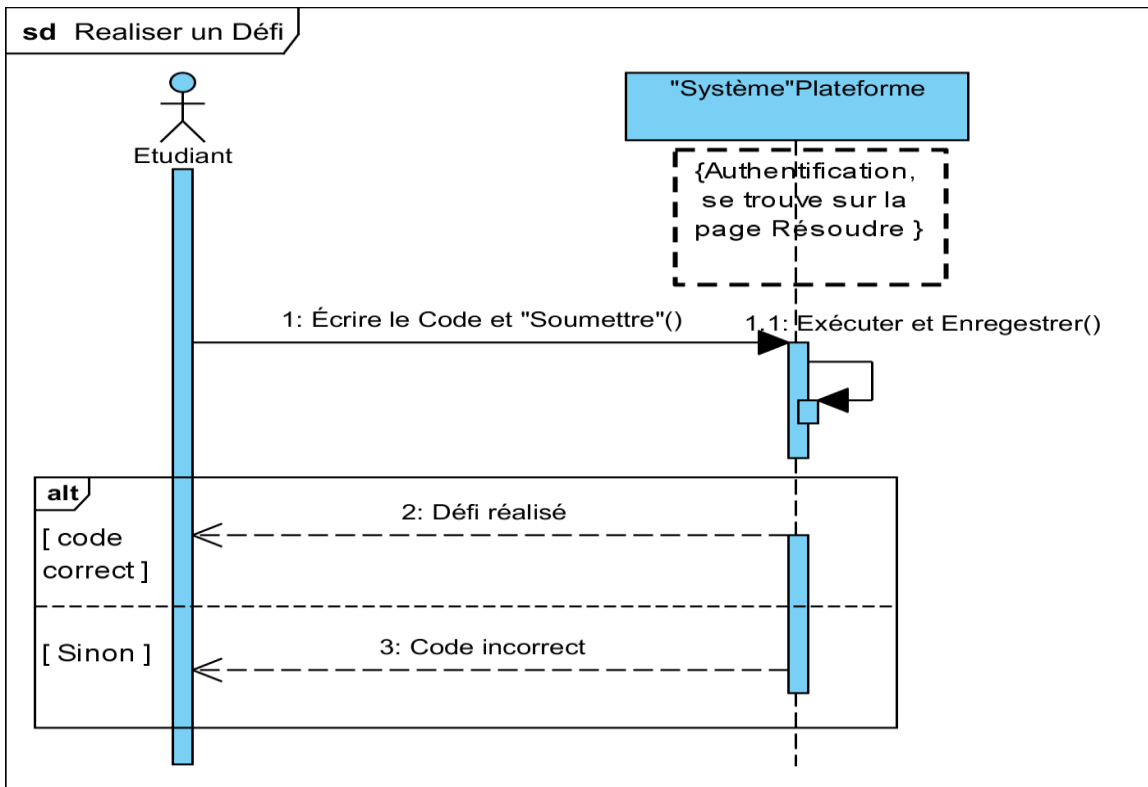 sd Realiser un Défi
Etudiant
"Système"Plateforme
{Authentification,
se trouve sur la
page Résoudre }
1: Écrire le Code et "Soumettre"()
1.1: Exécuter et Enregestrer()
alt
2: Défi réalisé
[ code
correct ]
3: Code incorrect
[ Sinon ]